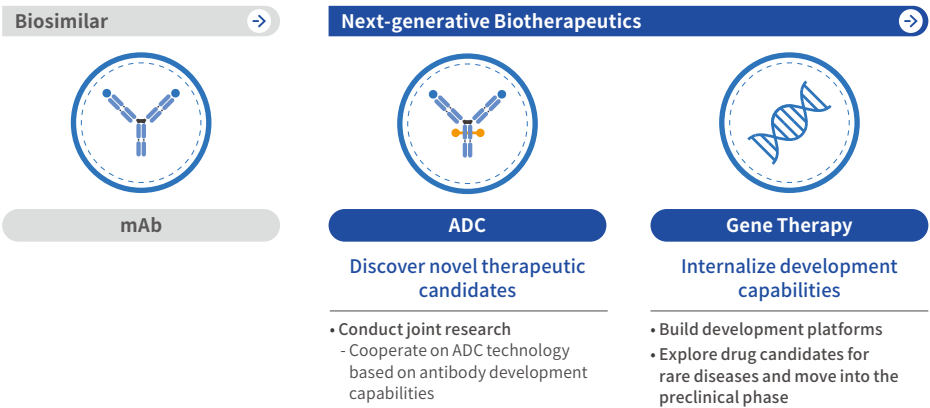 Biosimilar
Next-generative Biotherapeutics
mAb
ADC
Discover novel therapeutic
candidates
• Conduct joint research
- Cooperate on ADC technology
based on antibody development
capabilities
Gene Therapy
Internalize development
capabilities
• Build development platforms
• Explore drug candidates for
rare diseases and move into the
preclinical phase